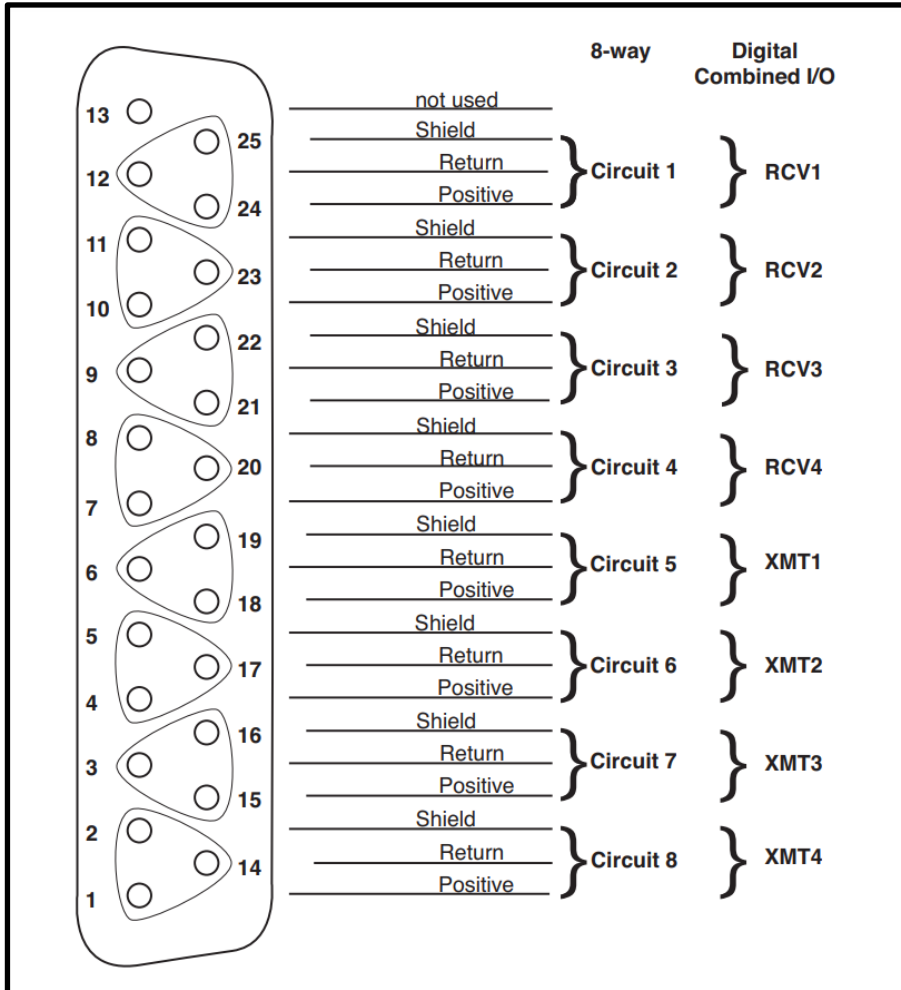 8-way Digital
Combined I/O
13 not used
25 Shield
12 Return Circuit 1 RCV1
24 Positive
11 Shield
23 Return Circuit 2 RCV2
10 Positive
22 Shield
9 Return Circuit 3 RCV3
21 Positive
8 Shield
20 Return Circuit 4 RCV4
7 Positive
19 Shield
6 Return Circuit 5 XMT1
18 Positive
5 Shield
17 Return Circuit 6 XMT2
4 Positive
16 Shield
3 Return Circuit 7 XMT3
15 Positive
2 Shield
14 Return Circuit 8 XMT4
1 Positive